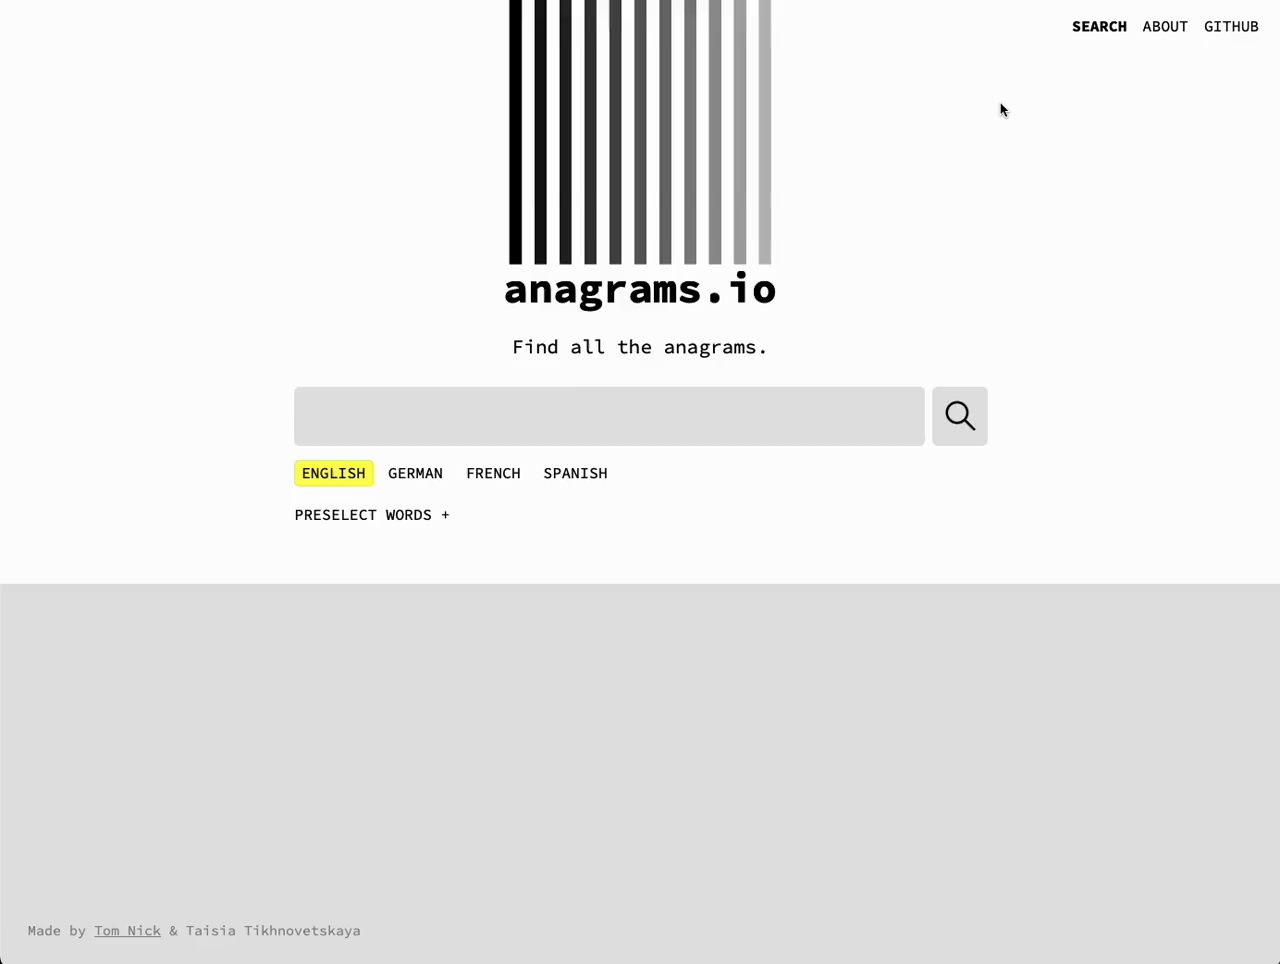 SEARCH ABOUT GITHUB
anagrams.io
Find all the anagrams.
ENGLISH GERMAN FRENCH SPANISH
PRESELECT WORDS +
Made by Tom Nick & Taisia Tikhnovetskaya